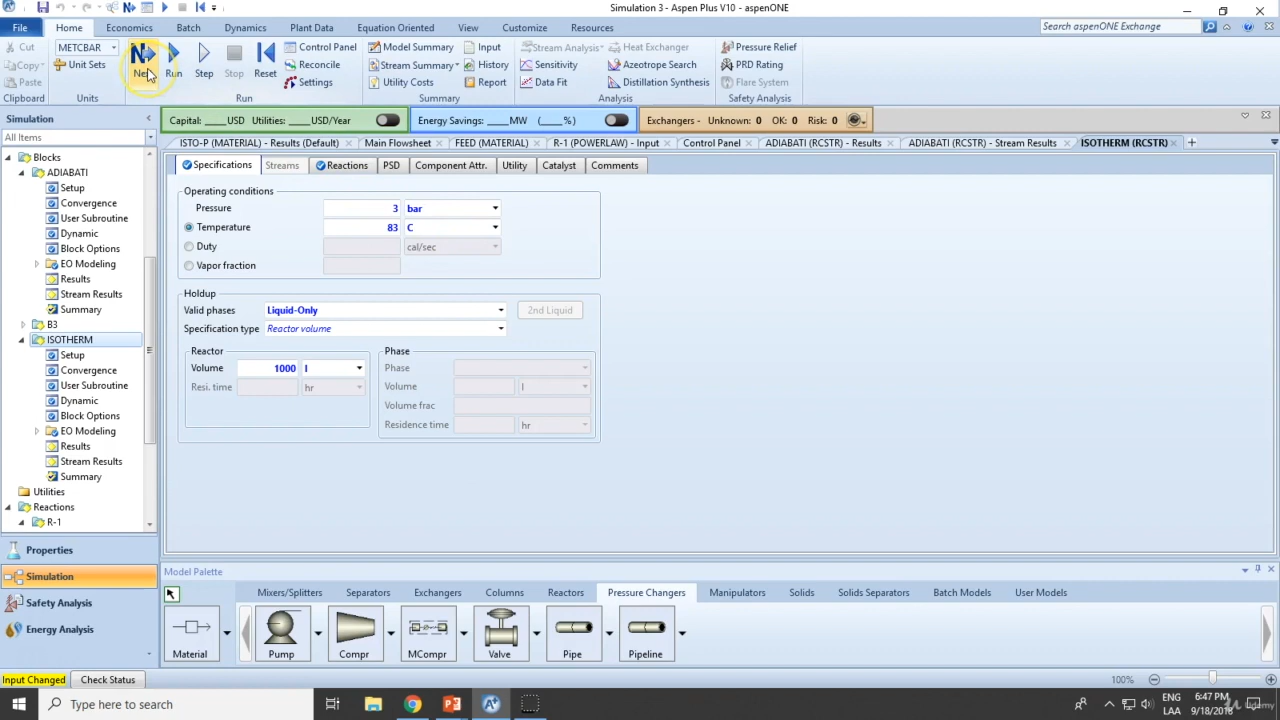 Simulation 3 - Aspen Plus V10 - aspenONE
File Home Economics Batch Dynamics Plant Data Equation Oriented View Customize Resources Search aspenONE Exchange
Cut METCBAR Control Panel Model Summary Input Stream Analysis Heat Exchanger Pressure Relief
Copy Unit Sets Next Run Step Stop Reset Reconcile Stream Summary History Sensitivity Azeotrope Search PRD Rating
Paste Settings Utility Costs Report Data Fit Distillation Synthesis Flare System
Clipboard Units Run Summary Analysis Safety Analysis
Simulation Capital: ____ USD Utilities: ____ USD/Year Energy Savings: ____ MW (____ %) Exchangers - Unknown: 0 OK: 0 Risk: 0
All Items ISTO-P (MATERIAL) - Results (Default) Main Flowsheet FEED (MATERIAL) R-1 (POWERLAW) - Input Control Panel ADIABATI (RCSTR) - Results ADIABATI (RCSTR) - Stream Results ISOTHERM (RCSTR)
Specifications Streams Reactions PSD Component Attr. Utility Catalyst Comments
Blocks
ADIABATI
Setup
Convergence
User Subroutine
Dynamic
Block Options
EO Modeling
Results
Stream Results
Summary
B3
ISOTHERM
Setup
Convergence
User Subroutine
Dynamic
Block Options
EO Modeling
Results
Stream Results
Summary
Utilities
Reactions
R-1
Operating conditions
Pressure 3 bar
Temperature 83 C
Duty cal/sec
Vapor fraction
Holdup
Valid phases Liquid-Only 2nd Liquid
Specification type Reactor volume
Reactor
Volume 1000 l
Resi. time hr
Phase
Phase
Volume l
Volume frac
Residence time hr
Properties
Simulation
Safety Analysis
Energy Analysis
Model Palette
Mixers/Splitters Separators Exchangers Columns Reactors Pressure Changers Manipulators Solids Solids Separators Batch Models User Models
Material Pump Compr MCompr Valve Pipe Pipeline
Input Changed Check Status 100%
Type here to search ENG 6:47 PM
LAA
Udemy